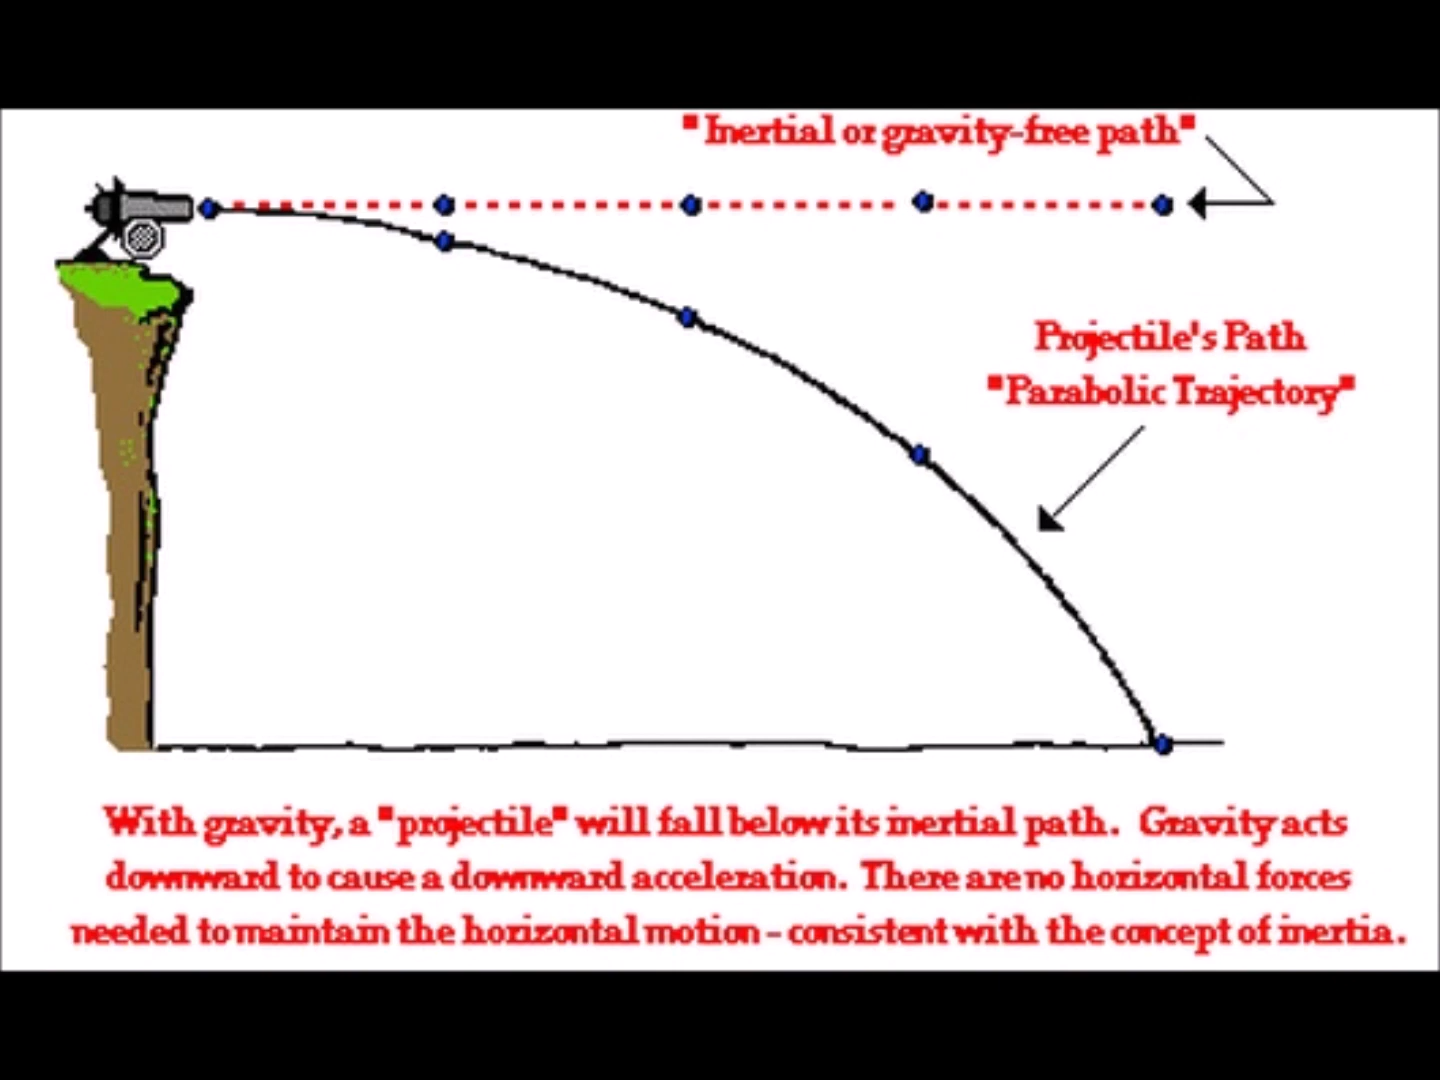 "Inertial or gravity-free path"
Projectile's Path
"Parabolic Trajectory"
With gravity, a "projectile" will fall below its inertial path. Gravity acts
downward to cause a downward acceleration. There are no horizontal forces
needed to maintain the horizontal motion - consistent with the concept of inertia.